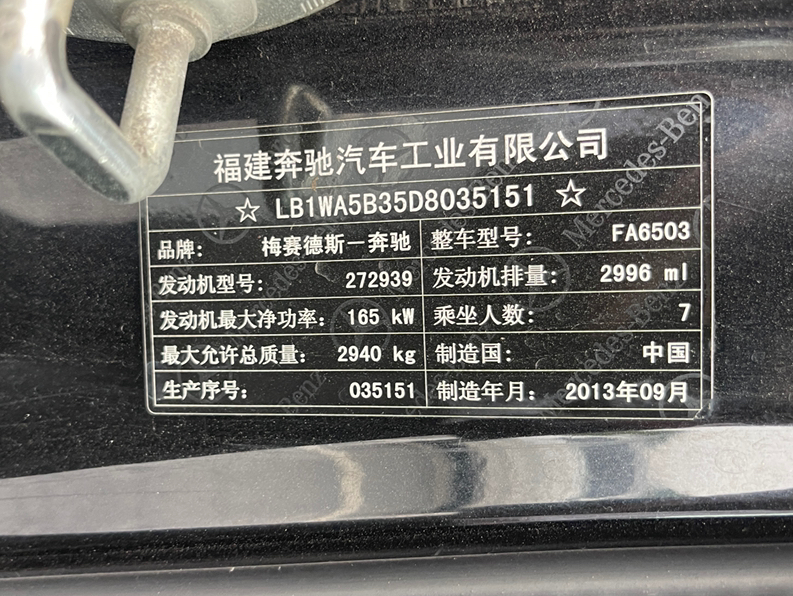 福建奔驰汽车工业有限公司
☆ LB1WA5B35D8035151 ☆
品牌: 梅赛德斯一奔驰 整车型号: FA6503
发动机型号: 272939 发动机排量: 2996 ml
发动机最大净功率: 165 kW 乘坐人数: 7
最大允许总质量: 2940 kg 制造国: 中国
生产序号: 035151 制造年月: 2013年09月
Mercedes-Benz